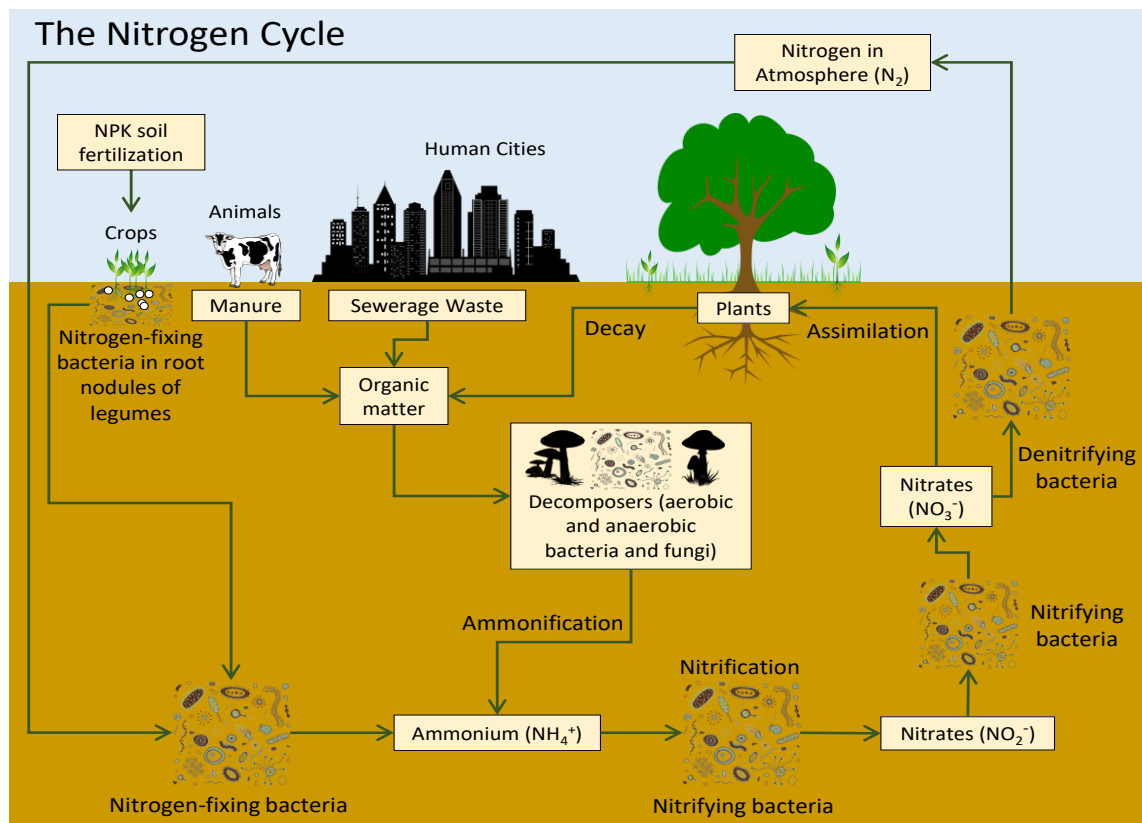 The Nitrogen Cycle
Nitrogen in
Atmosphere (N₂)
NPK soil
fertilization
Human Cities
Animals
Crops
Manure
Sewerage Waste
Plants
Decay
Assimilation
Nitrogen-fixing
bacteria in root
nodules of
legumes
Organic
matter
Denitrifying
bacteria
Nitrates
(NO₃⁻)
Decomposers (aerobic
and anaerobic
bacteria and fungi)
Ammonification
Nitrifying
bacteria
Nitrification
Ammonium (NH₄⁺)
Nitrates (NO₂⁻)
Nitrogen-fixing bacteria
Nitrifying bacteria